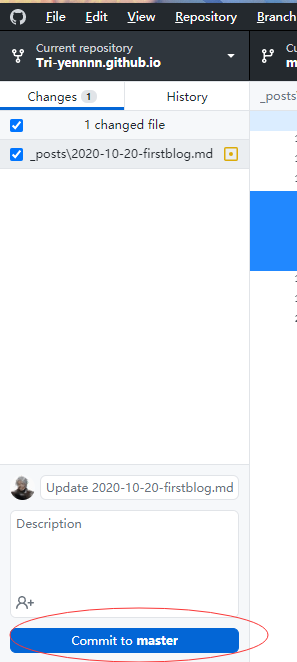 File Edit View Repository Branch
Current repository
Tri-yennnn.github.io
Changes 1 History
1 changed file
_posts\2020-10-20-firstblog.md
Update 2020-10-20-firstblog.md
Description
Commit to master